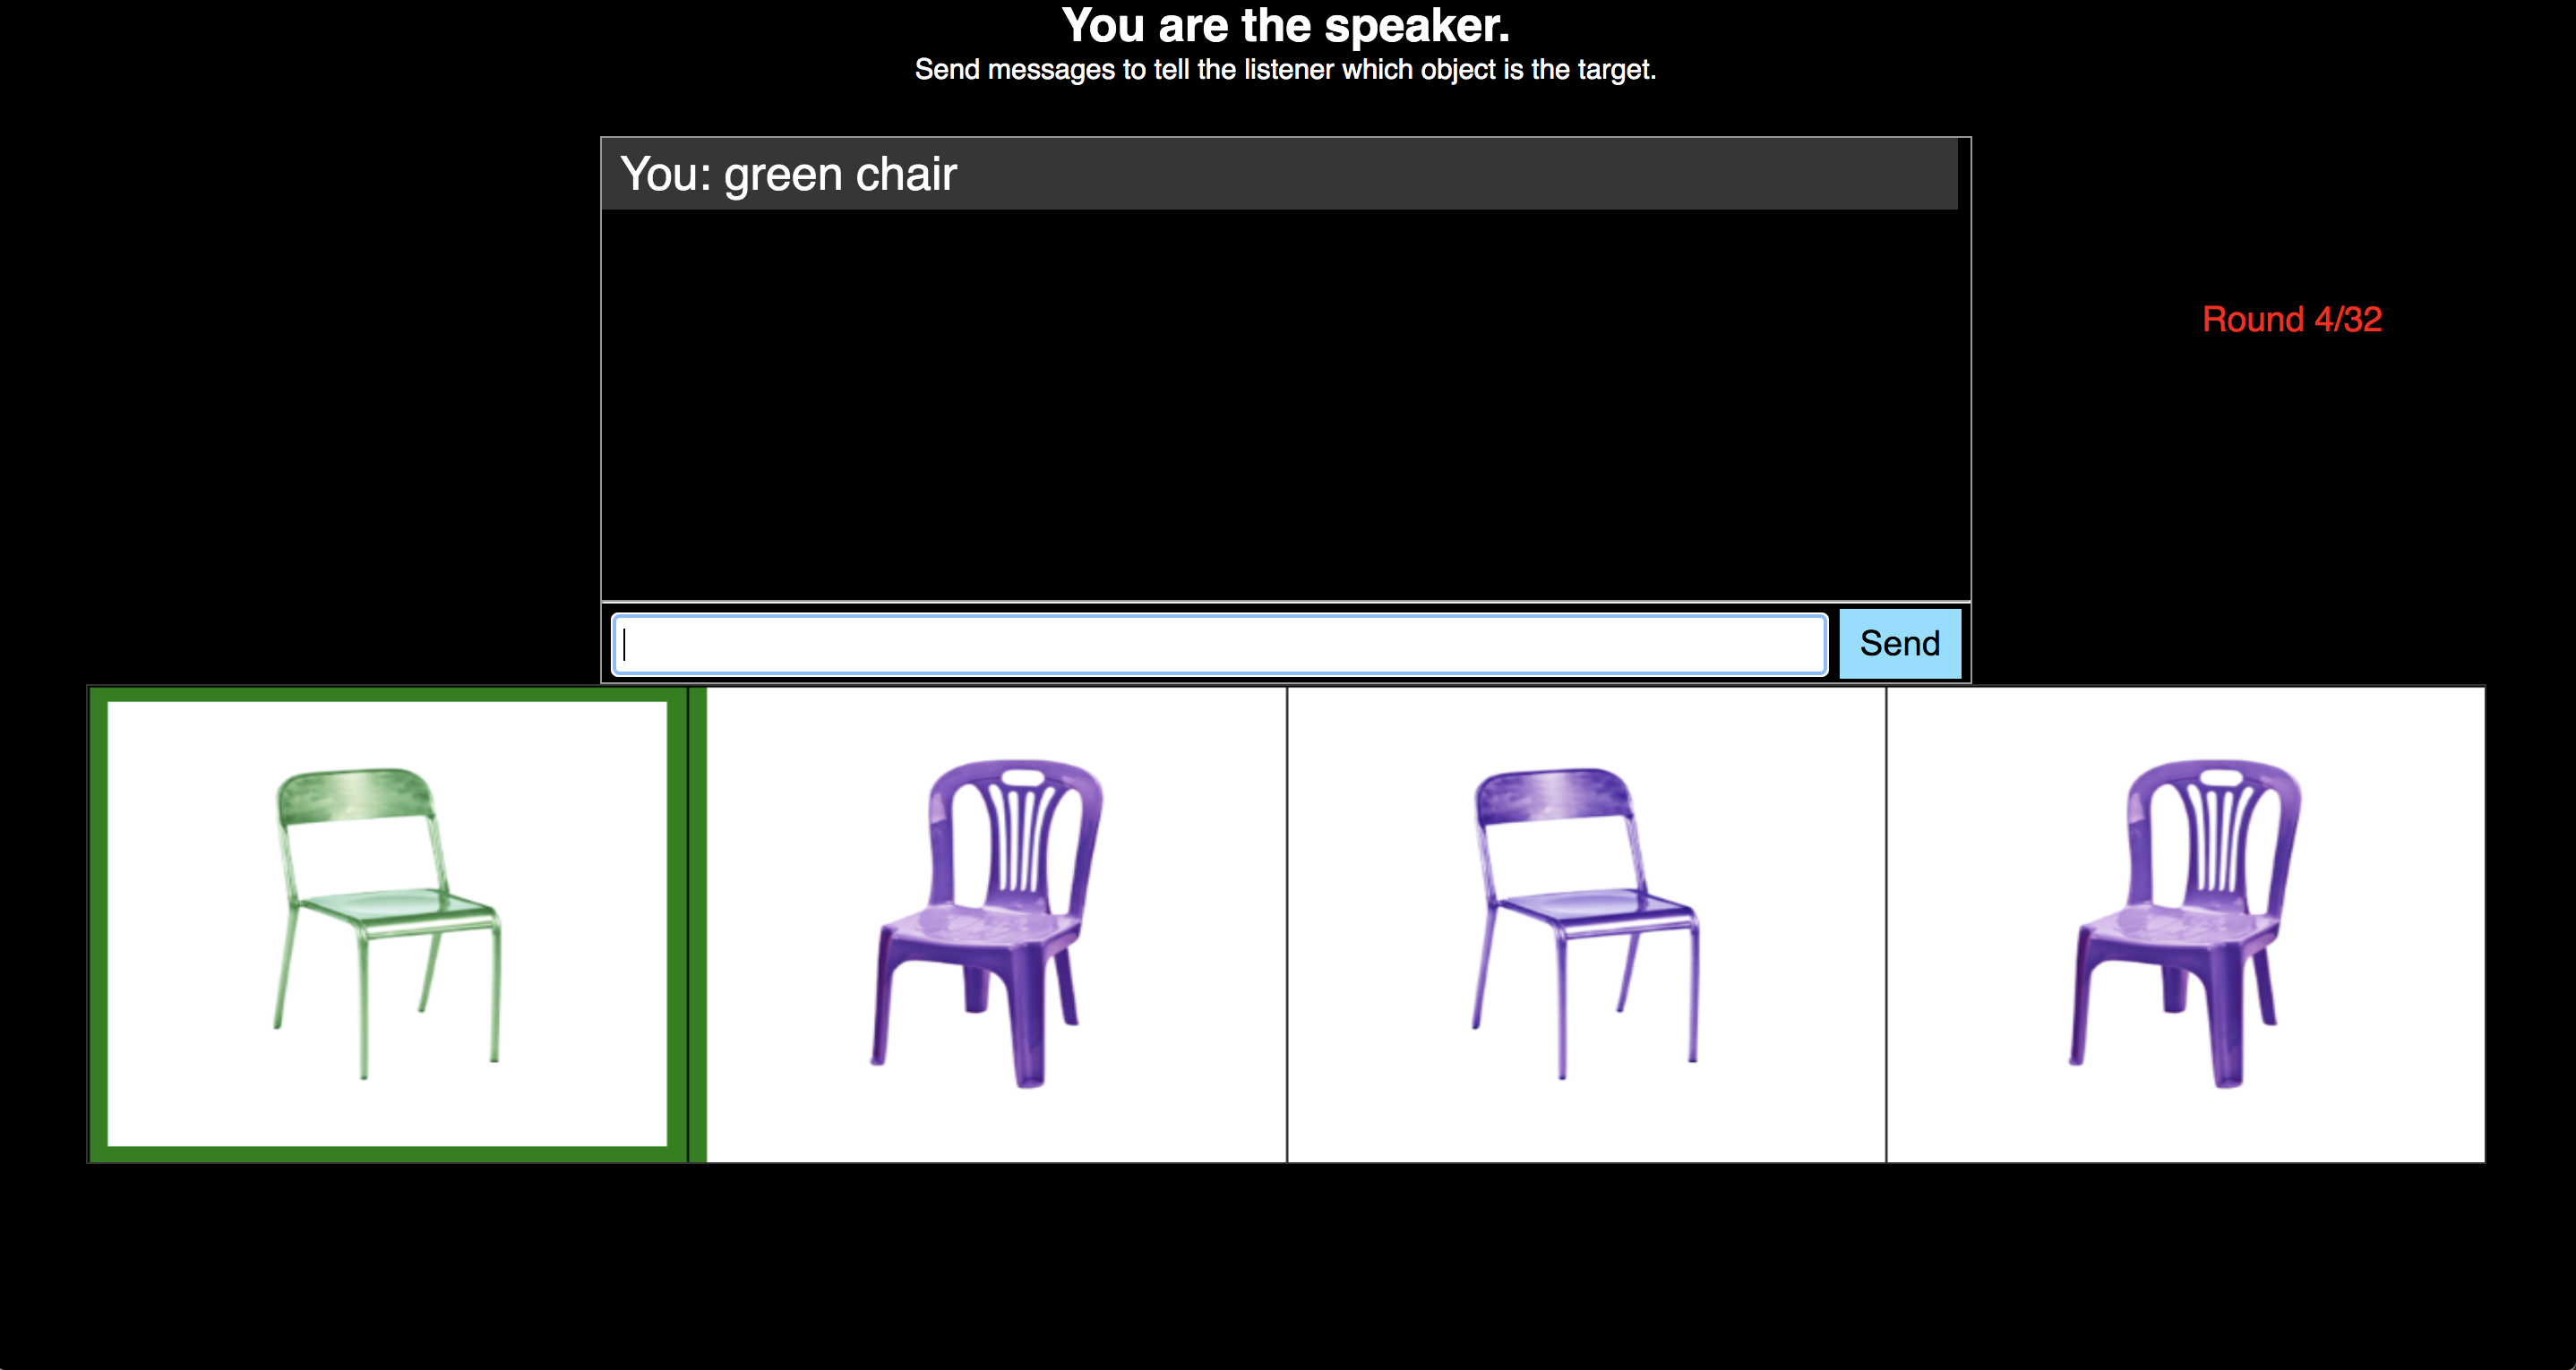 You are the speaker.
Send messages to tell the listener which object is the target.
You: green chair
Round 4/32
Send